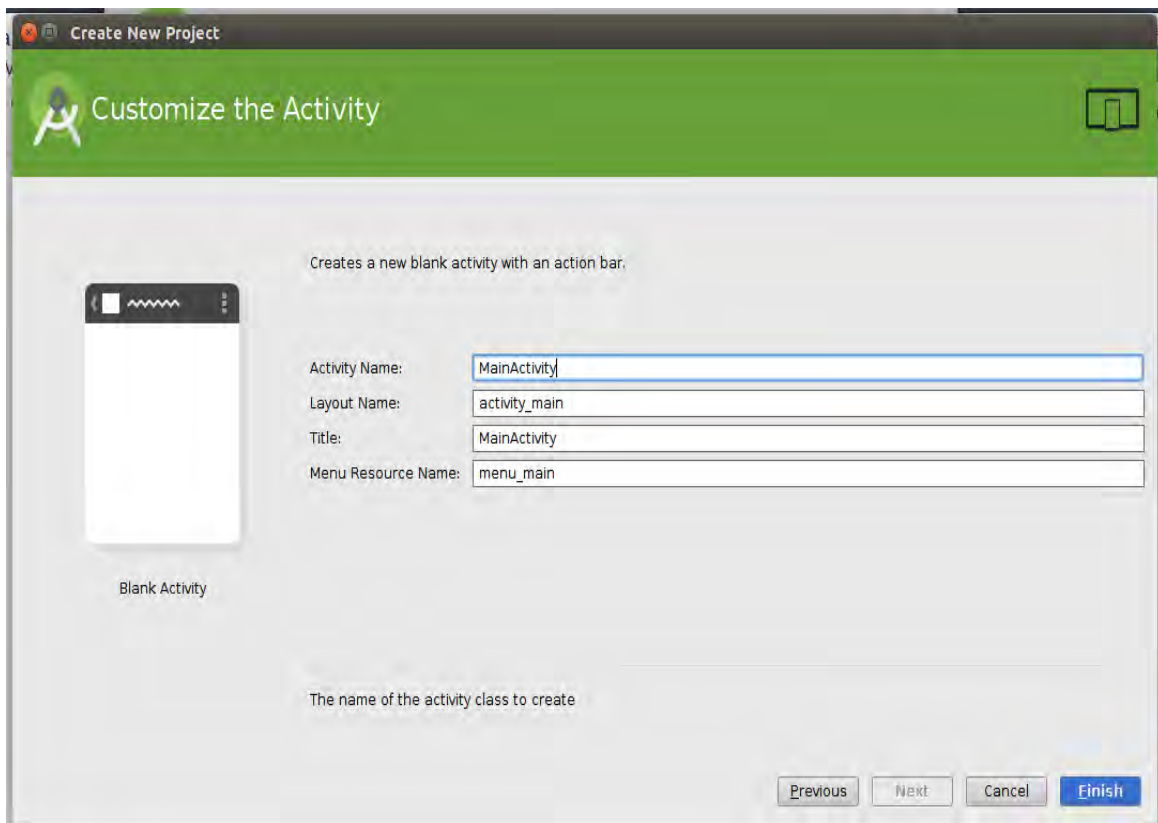 Create New Project
Customize the Activity
Creates a new blank activity with an action bar.
Activity Name: MainActivity
Layout Name: activity_main
Title: MainActivity
Menu Resource Name: menu_main
Blank Activity
The name of the activity class to create
Previous Next Cancel Finish